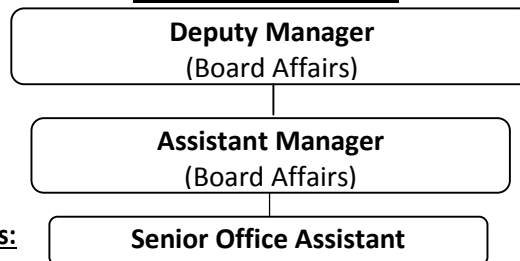 Deputy Manager
(Board Affairs)
Assistant Manager
(Board Affairs)
s: Senior Office Assistant